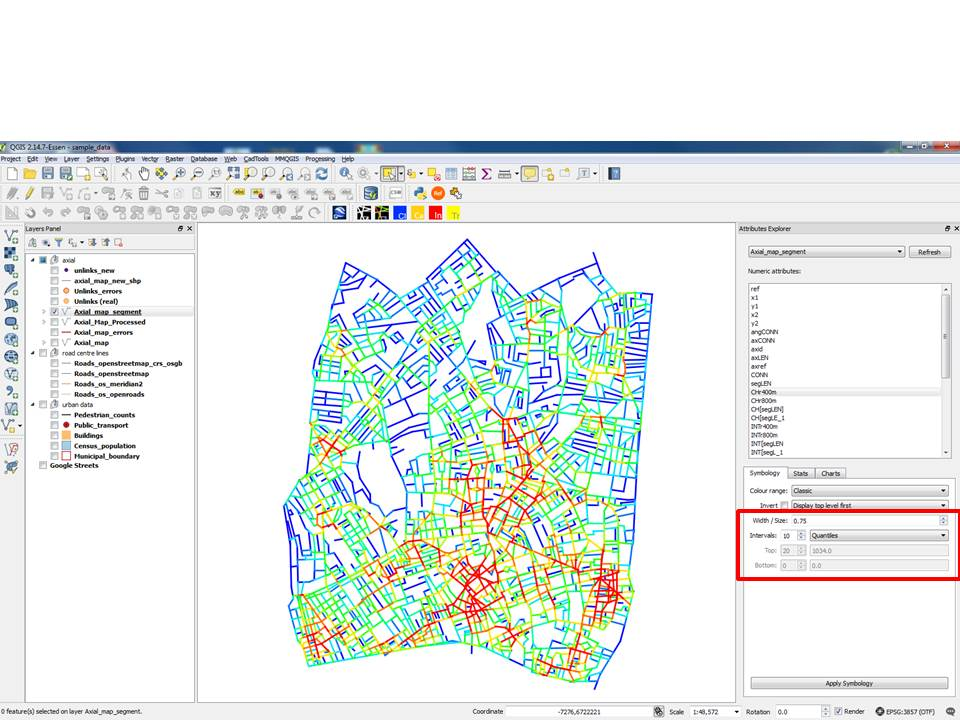 QGIS 2.14.7-Essen - sample_data
Project Edit View Layer Settings Plugins Vector Raster Database Web CadTools MMQGIS Processing Help
Layers Panel
axial
unlinks_new
axial_map_new_shp
Unlinks_errors
Unlinks (real)
Axial_map_segment
Axial_Map_Processed
Axial_map_errors
Axial_map
road centre lines
Roads_openstreetmap_crs_osgb
Roads_openstreetmap
Roads_os_meridian2
Roads_os_openroads
urban data
Pedestrian_counts
Public_transport
Buildings
Census_population
Municipal_boundary
Google Streets
Attributes Explorer
Axial_map_segment Refresh
Numeric attributes:
ref
x1
y1
x2
y2
angCONN
axCONN
axid
axLEN
axref
CONN
segLEN
CHr400m
CHr800m
CH[segLEN]
CH[segLE_1
INTr400m
INTr800m
INT[segLEN
INT[segL_1
Symbology Stats Charts
Colour range: Classic
Invert Display top level first
Width / Size: 0.75
Intervals: 10 Quantiles
Top: 20 1034.0
Bottom: 0 0.0
Apply Symbology
0 feature(s) selected on layer Axial_map_segment.
Coordinate -7276,6722221 Scale 1:48,572 Rotation 0.0 Render EPSG:3857 (OTF)